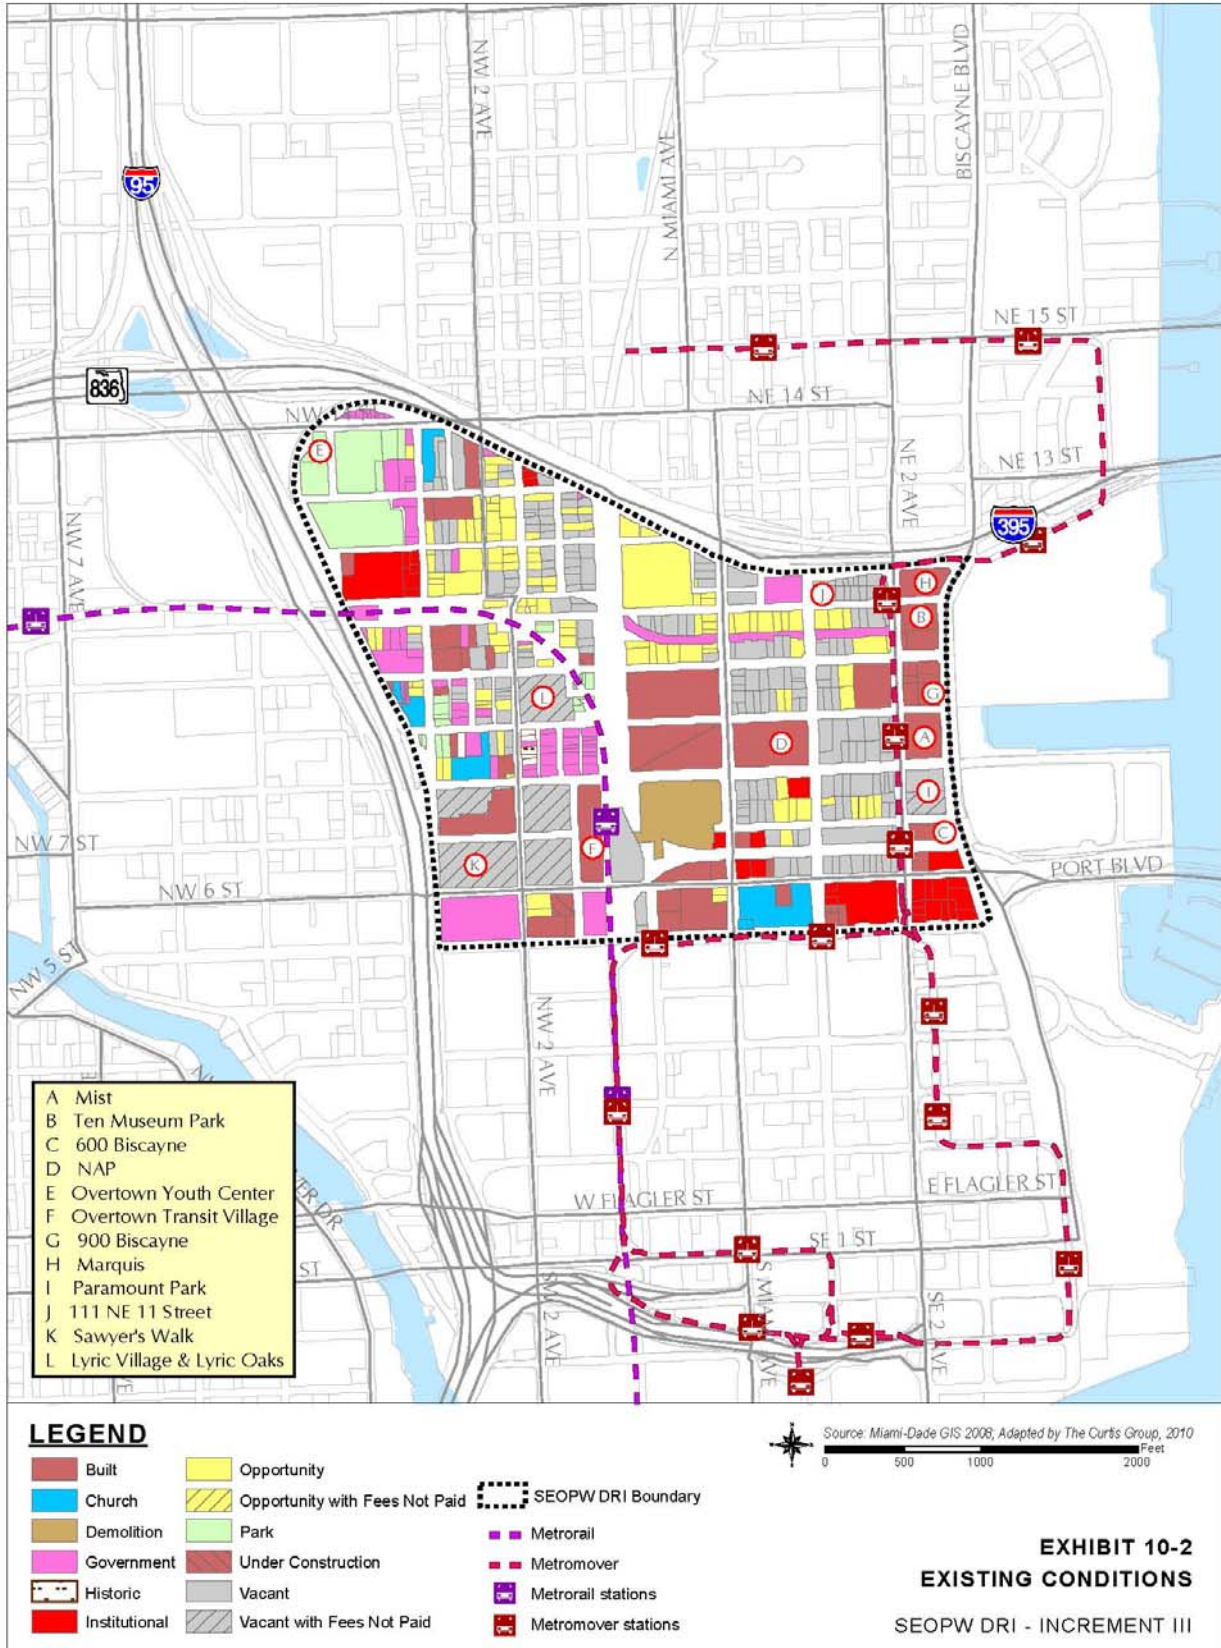 NW 2 AVE
BISCAYNE BLVD
95
N MIAMI AVE
NE 15 ST
836
NE 14 ST
NE 13 ST
NE 2 AVE
395
NW 7 AVE
E
H
J
B
L
G
D
A
I
C
F
K
NW 7 ST
NW 6 ST
PORT BLVD
NW 5 ST
NW 2 AVE
W FLAGLER ST
E FLAGLER ST
SE 1 ST
ST
SW 2 AVE
SE 2 AVE
A Mist
B Ten Museum Park
C 600 Biscayne
D NAP
E Overtown Youth Center
F Overtown Transit Village
G 900 Biscayne
H Marquis
I Paramount Park
J 111 NE 11 Street
K Sawyer's Walk
L Lyric Village & Lyric Oaks
LEGEND
Built
Church
Demolition
Government
Historic
Institutional
Opportunity
Opportunity with Fees Not Paid
Park
Under Construction
Vacant
Vacant with Fees Not Paid
SEOPW DRI Boundary
Metrorail
Metromover
Metrorail stations
Metromover stations
Source: Miami-Dade GIS 2008; Adapted by The Curtis Group, 2010
Feet
0 500 1000 2000
EXHIBIT 10-2
EXISTING CONDITIONS
SEOPW DRI - INCREMENT III